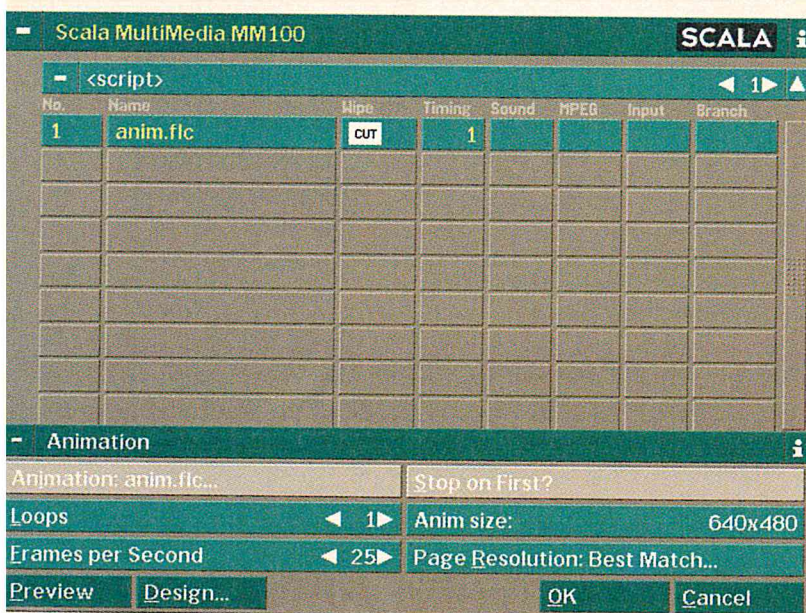 Scala MultiMedia MM100 SCALA
<script> 1
No. Name Wipe Timing Sound MPEG Input Branch
1 anim.flc CUT 1
Animation
Animation: anim.flc... Stop on First?
Loops 1 Anim size: 640x480
Frames per Second 25 Page Resolution: Best Match...
Preview Design... OK Cancel